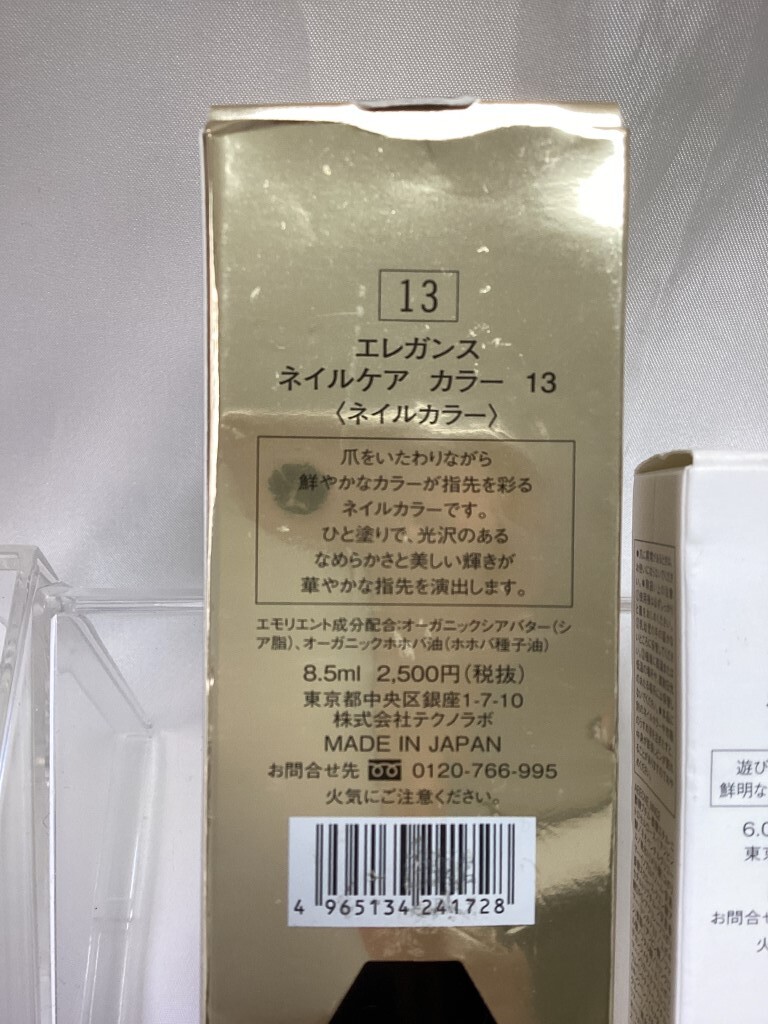 13
エレガンス
ネイルケア カラー 13
〈ネイルカラー〉
爪をいたわりながら
鮮やかなカラーが指先を彩る
ネイルカラーです。
ひと塗りで、光沢のある
なめらかさと美しい輝きが
華やかな指先を演出します。
エモリエント成分配合:オーガニックシアバター(シ
ア脂)、オーガニックホホバ油(ホホバ種子油)
8.5ml 2,500円(税抜)
東京都中央区銀座1-7-10
株式会社テクノラボ
MADE IN JAPAN
お問合せ先 0120-766-995
火気にご注意ください。
4 965134 241728
遊び
鮮明な
6.0
東京
お問合せ
火